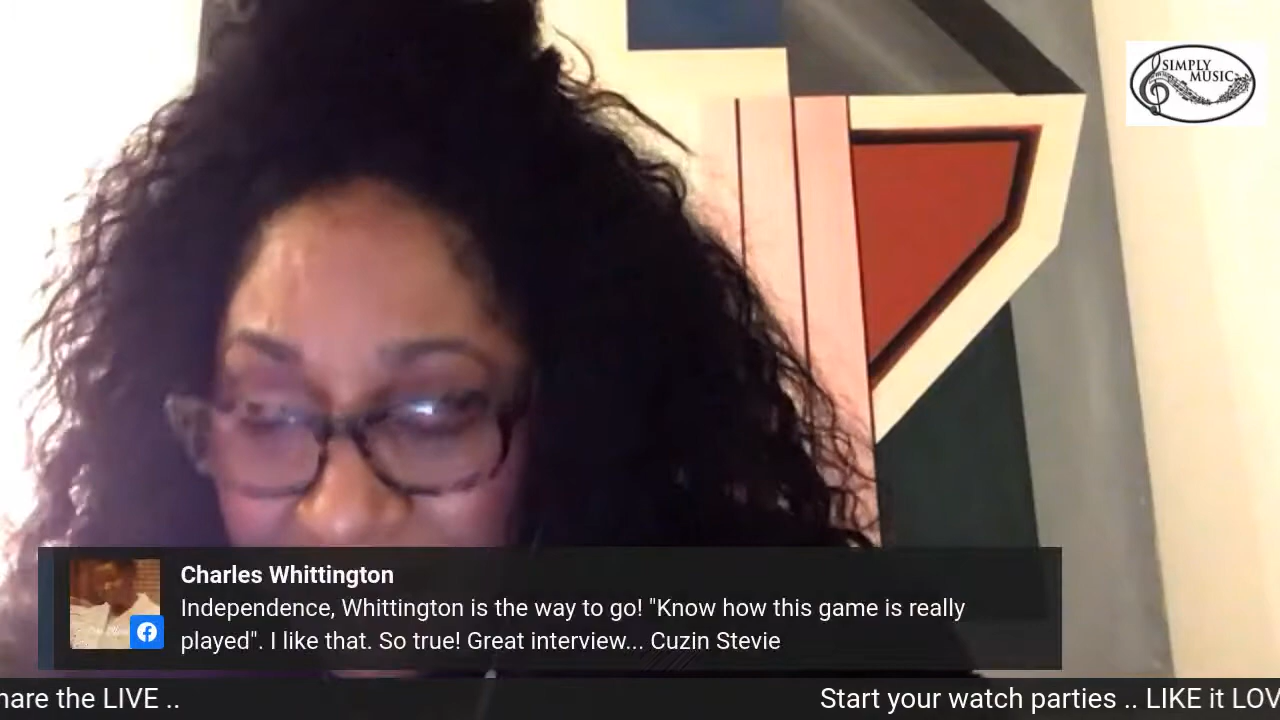 SIMPLY
MUSIC
Charles Whittington
Independence, Whittington is the way to go! "Know how this game is really
played". I like that. So true! Great interview... Cuzin Stevie
hare the LIVE .. Start your watch parties .. LIKE it LOV